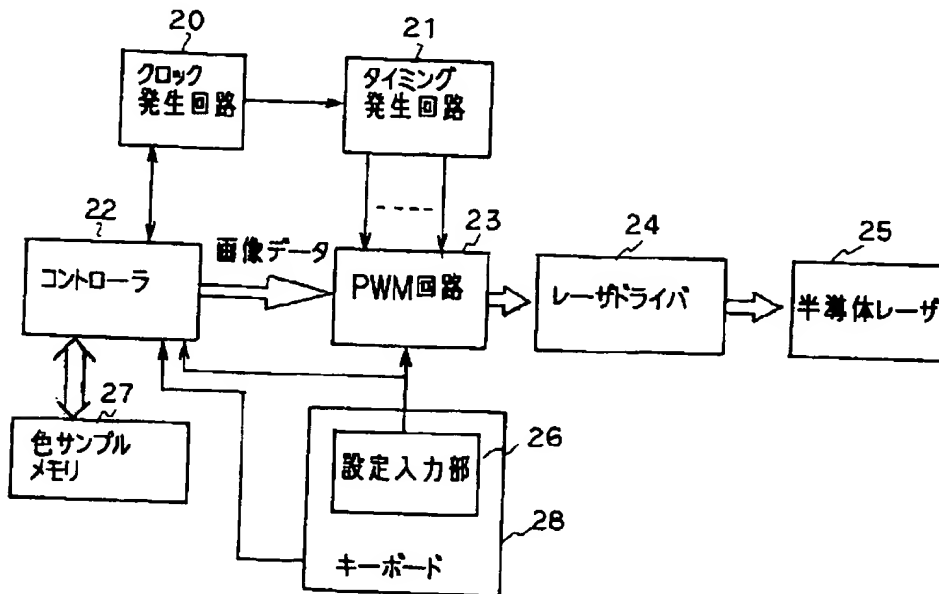 20
クロック
発生回路
21
タイミング
発生回路
22
コントローラ
画像データ
23
PWM回路
24
レーザドライバ
25
半導体レーザ
27
色サンプル
メモリ
26
設定入力部
28
キーボード